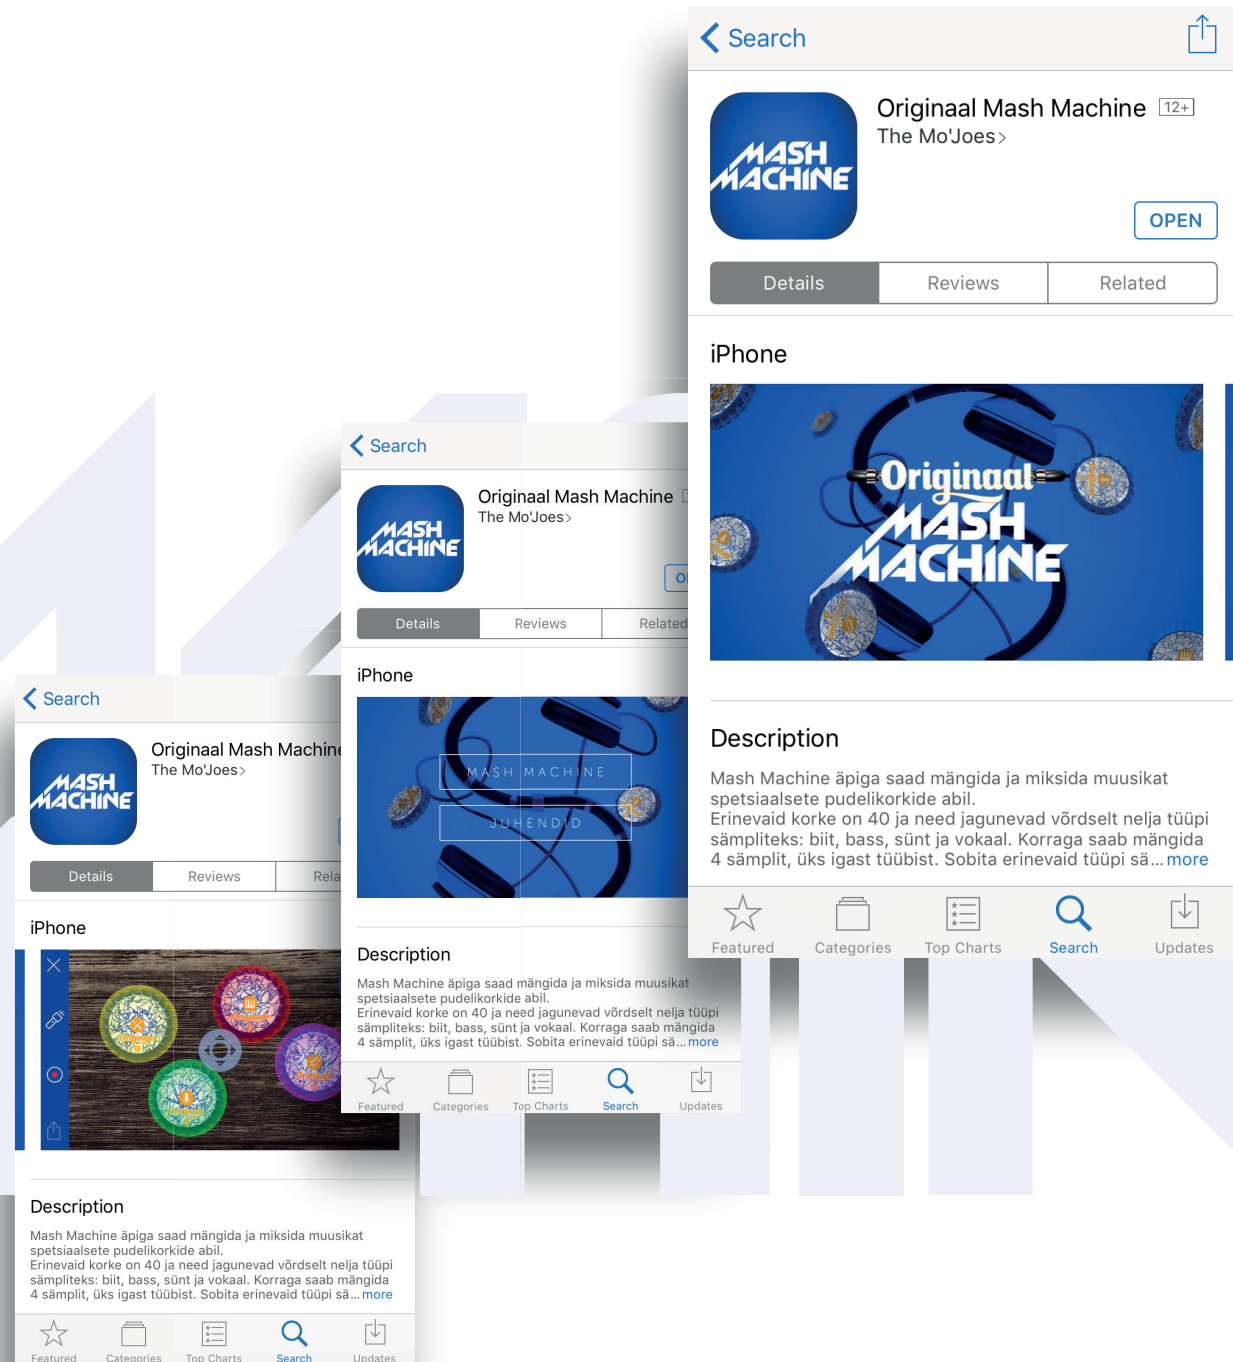 Search
Originaal Mash Machine 12+
The Mo'Joes
MASH
MACHINE
OPEN
Details Reviews Related
iPhone
Originaal
MASH
MACHINE
Description
Mash Machine äpiga saad mängida ja miksida muusikat
spetsiaalsete pudelikorkide abil.
Erinevaid korke on 40 ja need jagunevad võrdselt nelja tüüpi
sämpliteks: biit, bass, sünt ja vokaal. Korraga saab mängida
4 sämplit, üks igast tüübist. Sobita erinevaid tüüpi sä...more
Featured Categories Top Charts Search Updates
Search
Originaal Mash Machine
The Mo'Joes
MASH
MACHINE
Details Reviews Related
iPhone
MASH MACHINE
JUHENDID
Description
Mash Machine äpiga saad mängida ja miksida muusikat
spetsiaalsete pudelikorkide abil.
Erinevaid korke on 40 ja need jagunevad võrdselt nelja tüüpi
sämpliteks: biit, bass, sünt ja vokaal. Korraga saab mängida
4 sämplit, üks igast tüübist. Sobita erinevaid tüüpi sä...more
Featured Categories Top Charts Search Updates
Search
Originaal Mash Machine
The Mo'Joes
MASH
MACHINE
Details Reviews Rela
iPhone
Description
Mash Machine äpiga saad mängida ja miksida muusikat
spetsiaalsete pudelikorkide abil.
Erinevaid korke on 40 ja need jagunevad võrdselt nelja tüüpi
sämpliteks: biit, bass, sünt ja vokaal. Korraga saab mängida
4 sämplit, üks igast tüübist. Sobita erinevaid tüüpi sä...more
Featured Categories Top Charts Search Updates